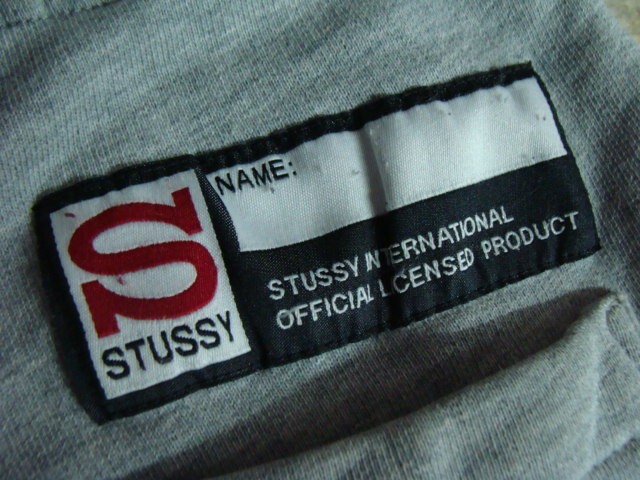 S
STUSSY
NAME:
STUSSY INTERNATIONAL
OFFICIAL LICENSED PRODUCT